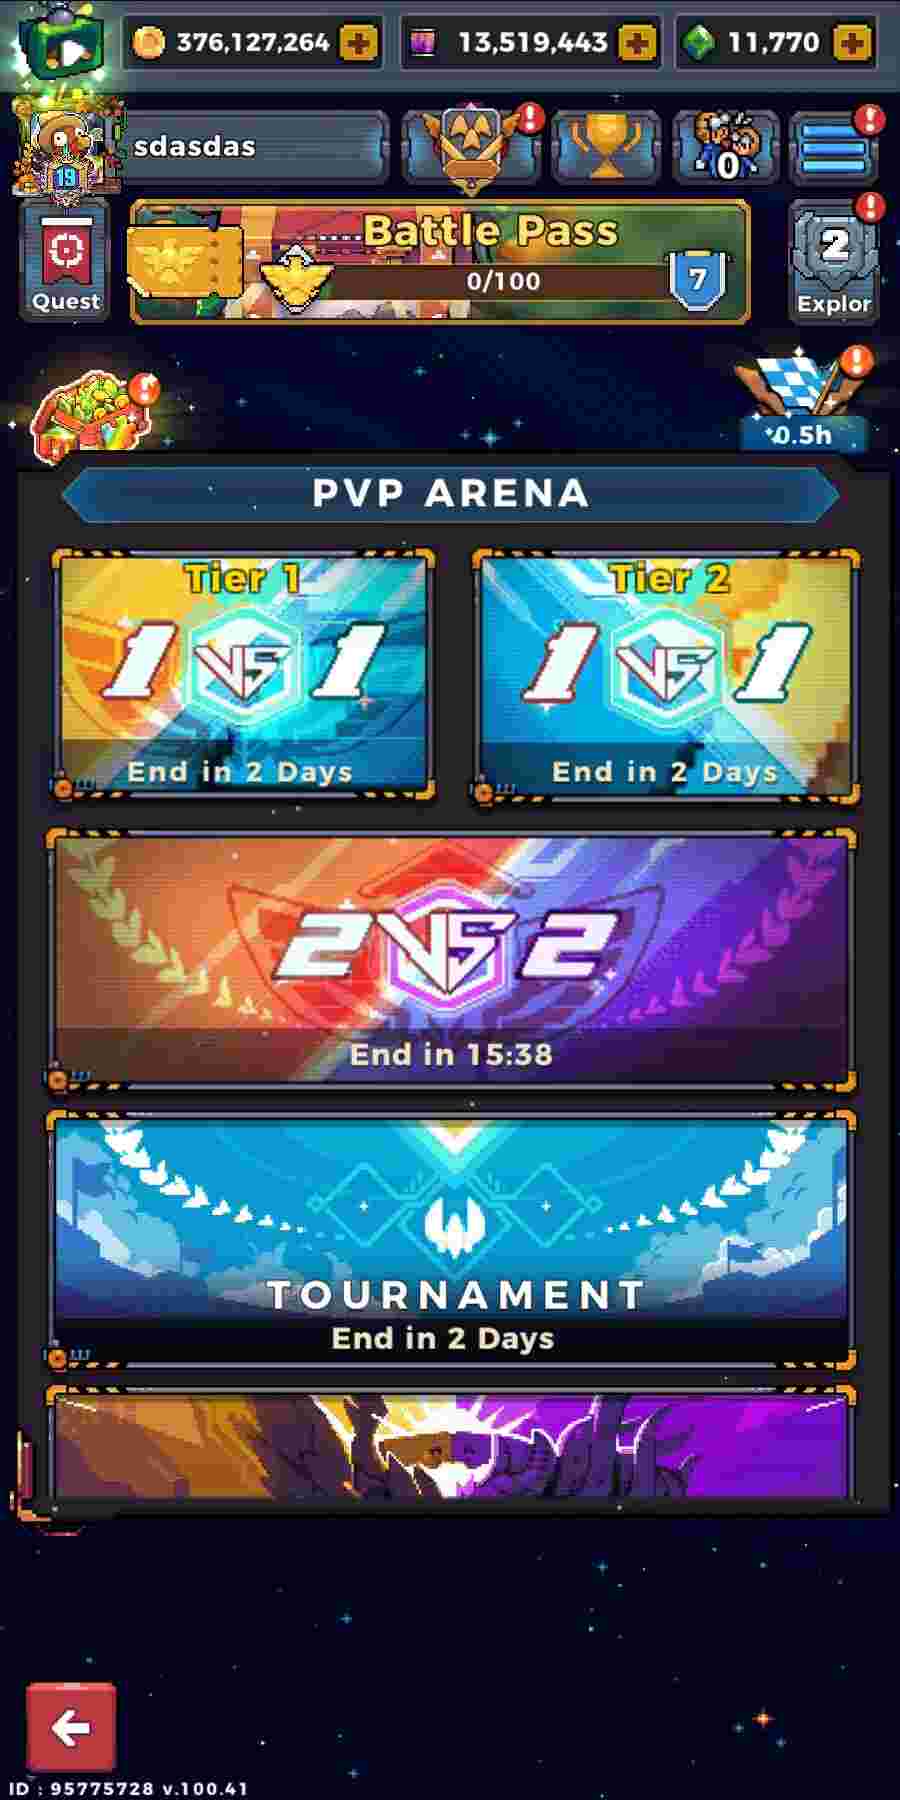 376,127,264
13,519,443
11,770
sdasdas
0
19
Battle Pass
0/100
7
Quest
2
Explor
0.5h
PVP ARENA
Tier 1
1 VS 1
End in 2 Days
Tier 2
1 VS 1
End in 2 Days
2 VS 2
End in 15:38
TOURNAMENT
End in 2 Days
ID : 95775728 v.100.41